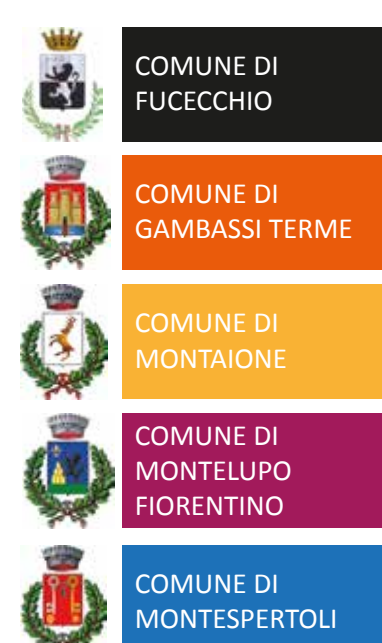 COMUNE DI
FUCECCHIO
COMUNE DI
GAMBASSI TERME
COMUNE DI
MONTAIONE
COMUNE DI
MONTELUPO
FIORENTINO
COMUNE DI
MONTESPERTOLI